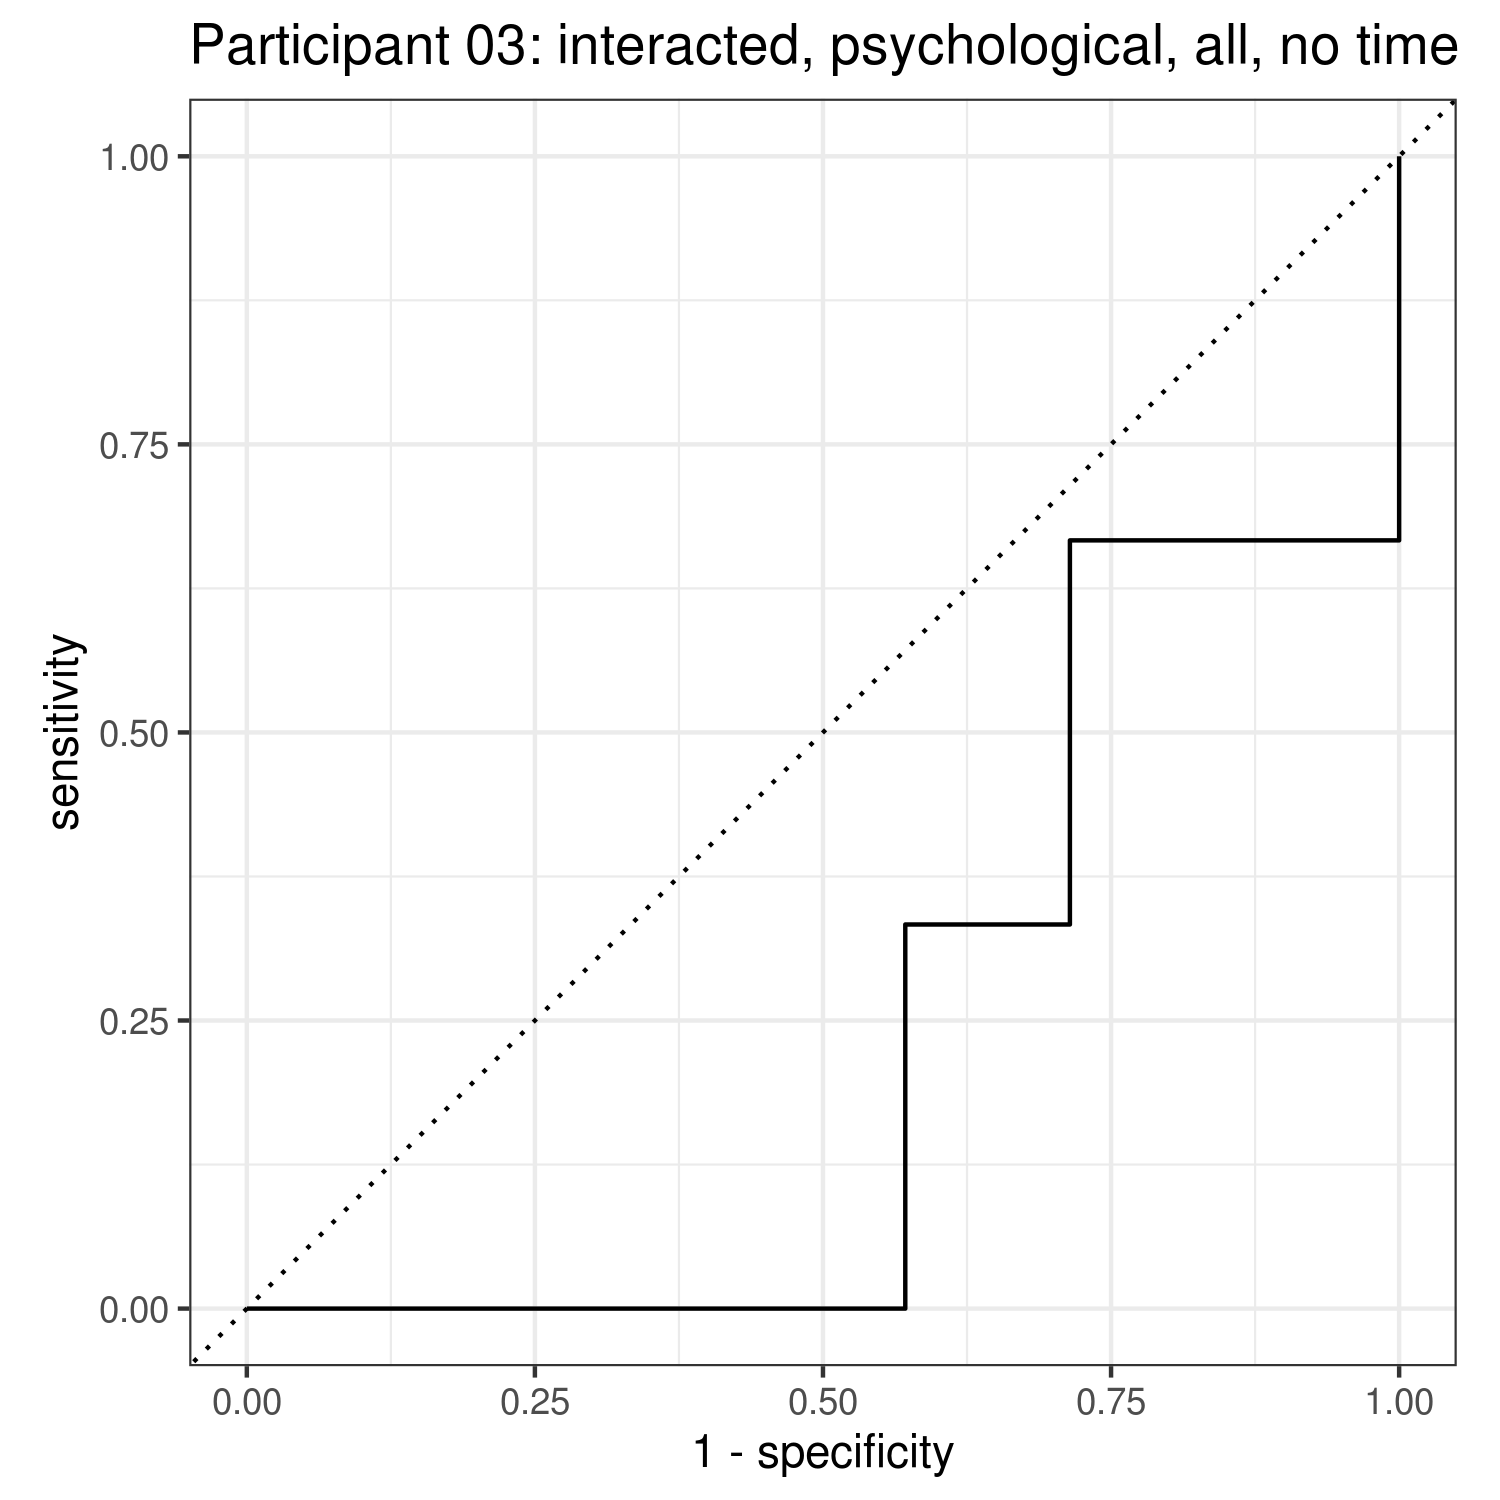 Participant 03: interacted, psychological, all, no time
1.00
0.75
0.50
0.25
0.00
sensitivity
0.00 0.25 0.50 0.75 1.00
1 - specificity